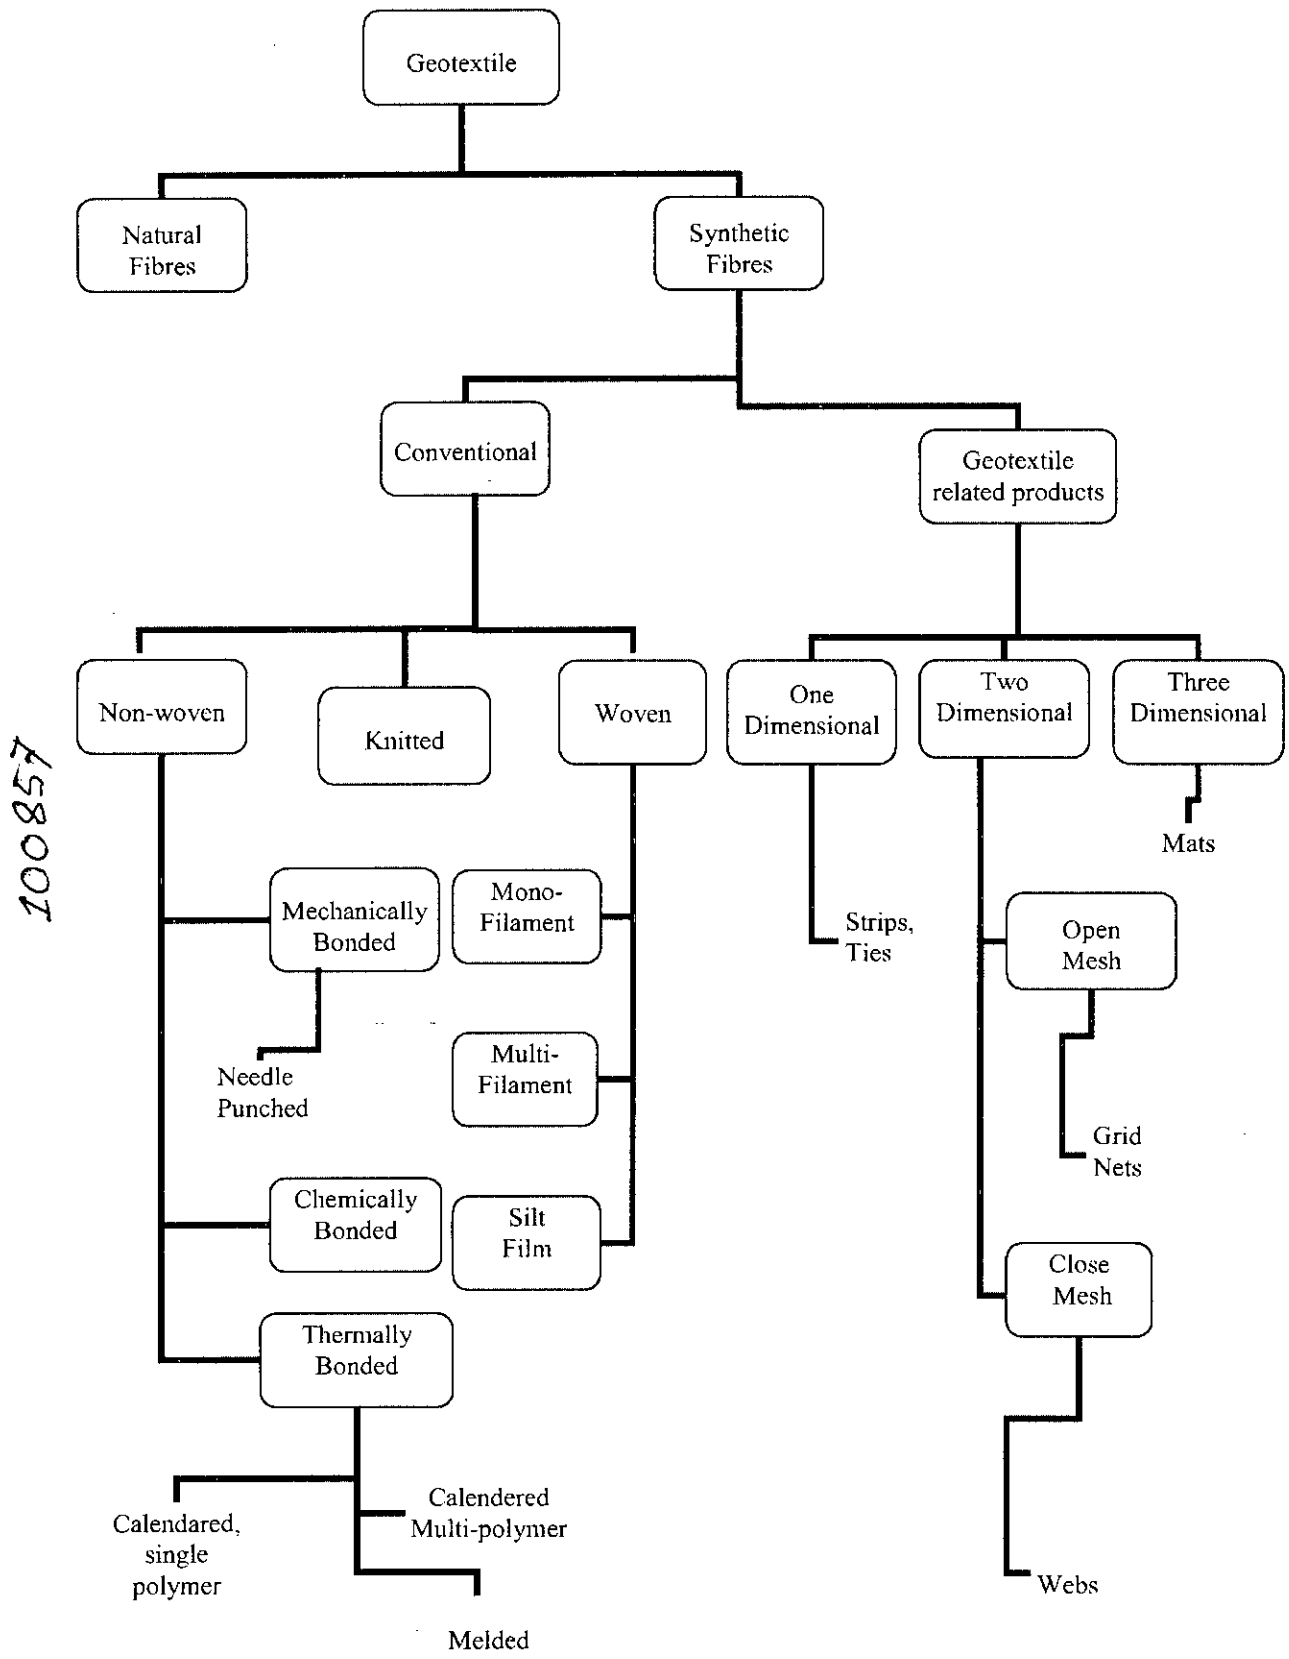 Geotextile
Natural
Fibres
Synthetic
Fibres
Conventional
Geotextile
related products
Non-woven
Knitted
Woven
One
Dimensional
Two
Dimensional
Three
Dimensional
100857
Mats
Mechanically
Bonded
Mono-
Filament
Strips,
Ties
Open
Mesh
Needle
Punched
Multi-
Filament
Grid
Nets
Chemically
Bonded
Silt
Film
Close
Mesh
Thermally
Bonded
Calendared,
single
polymer
Calendered
Multi-polymer
Melded
Webs